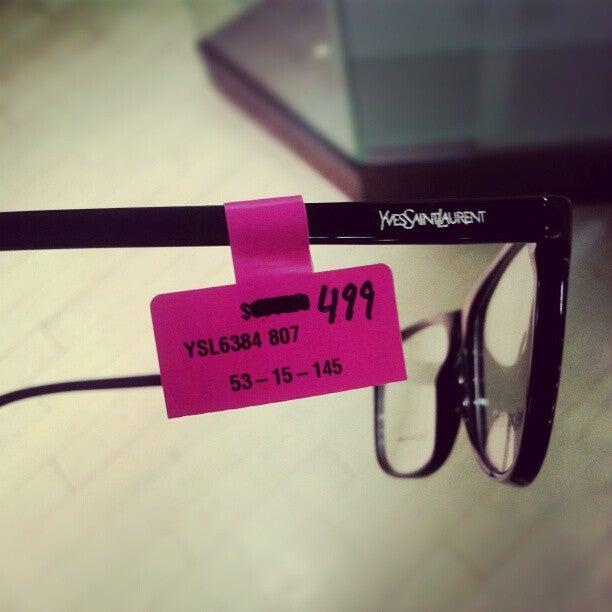 YVESSAINTLAURENT
$ 499
YSL6384 807
53-15-145